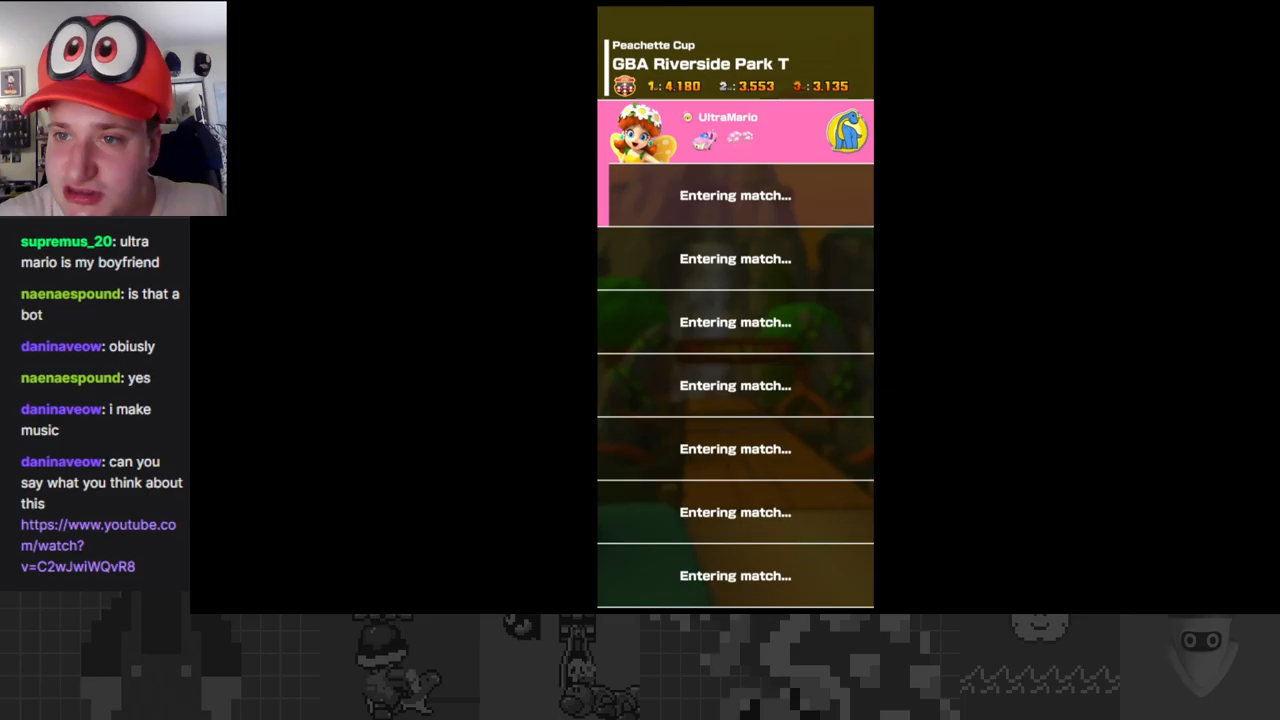 Peachette Cup
GBA Riverside Park T
1st: 4.180 2nd: 3.553 3rd: 3.135
UltraMario
Entering match...
Entering match...
Entering match...
Entering match...
Entering match...
Entering match...
Entering match...
supremus_20: ultra
mario is my boyfriend
naenaespound: is that a
bot
daninaveow: obiusly
naenaespound: yes
daninaveow: i make
music
daninaveow: can you
say what you think about
this
https://www.youtube.co
m/watch?
v=C2wJwiWQvR8